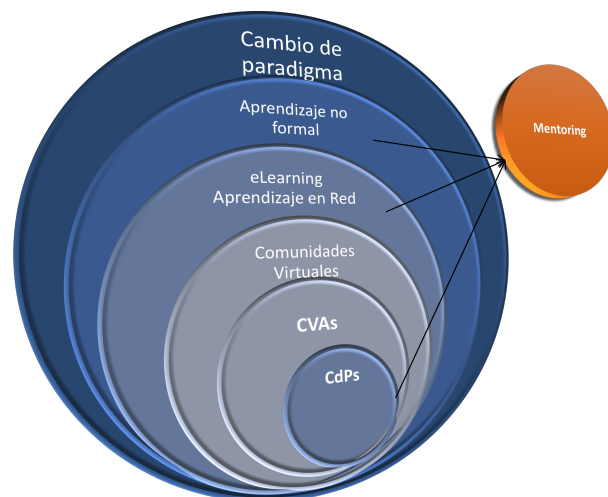 Cambio de
paradigma
Aprendizaje no
formal
Mentoring
eLearning
Aprendizaje en Red
Comunidades
Virtuales
CVAs
CdPs